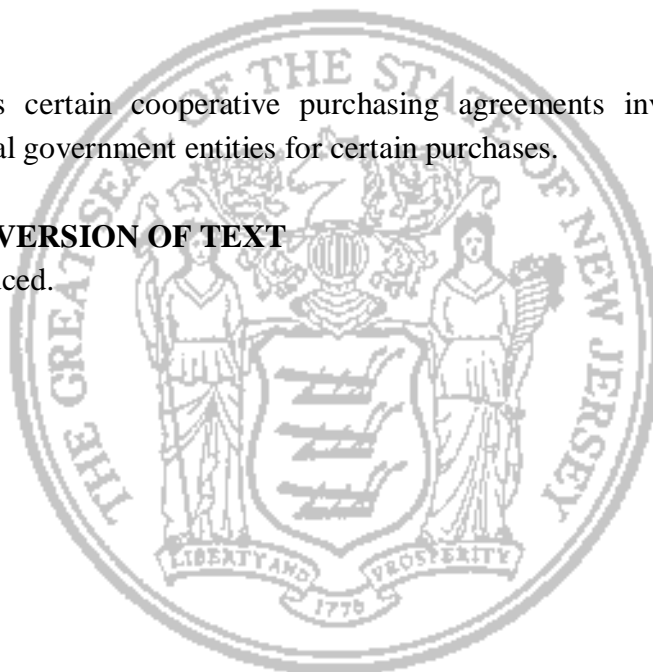 s certain cooperative purchasing agreements inv
al government entities for certain purchases.
VERSION OF TEXT
uced.
THE GREAT SEAL OF THE STATE OF NEW JERSEY
LIBERTY AND PROSPERITY
1776